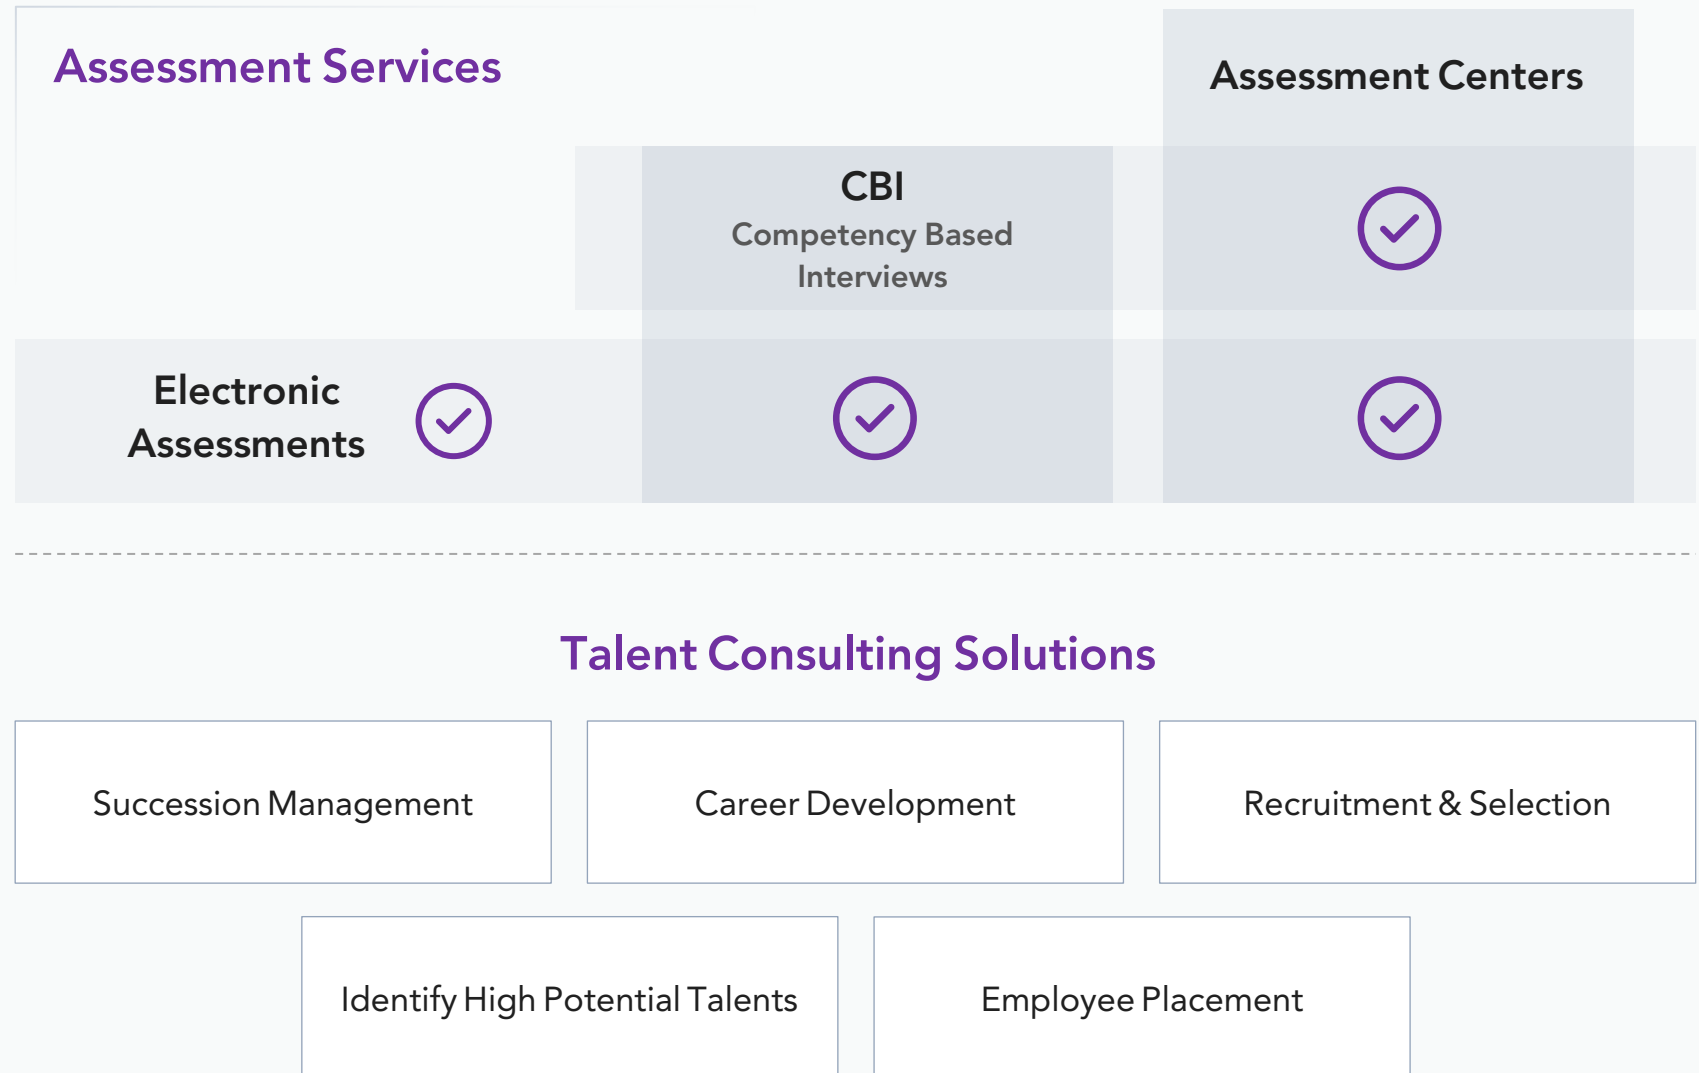 Assessment Services
Assessment Centers
CBI
Competency Based
Interviews
Electronic
Assessments
Talent Consulting Solutions
Succession Management
Career Development
Recruitment & Selection
Identify High Potential Talents
Employee Placement